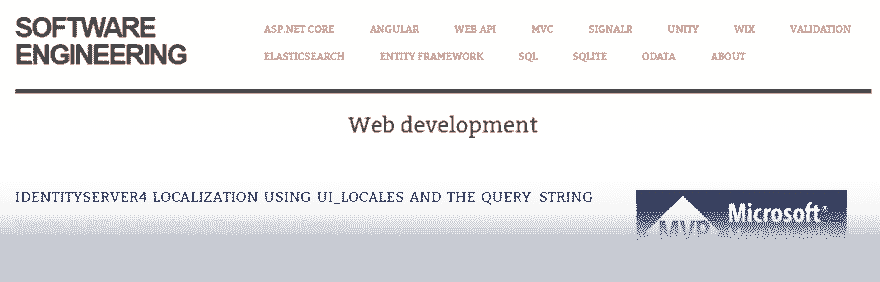 SOFTWARE
ENGINEERING
ASP.NET CORE ANGULAR WEB API MVC SIGNALR UNITY WIX VALIDATION
ELASTICSEARCH ENTITY FRAMEWORK SQL SQLITE ODATA ABOUT
Web development
IDENTITYSERVER4 LOCALIZATION USING UI_LOCALES AND THE QUERY STRING
Microsoft®
MVP